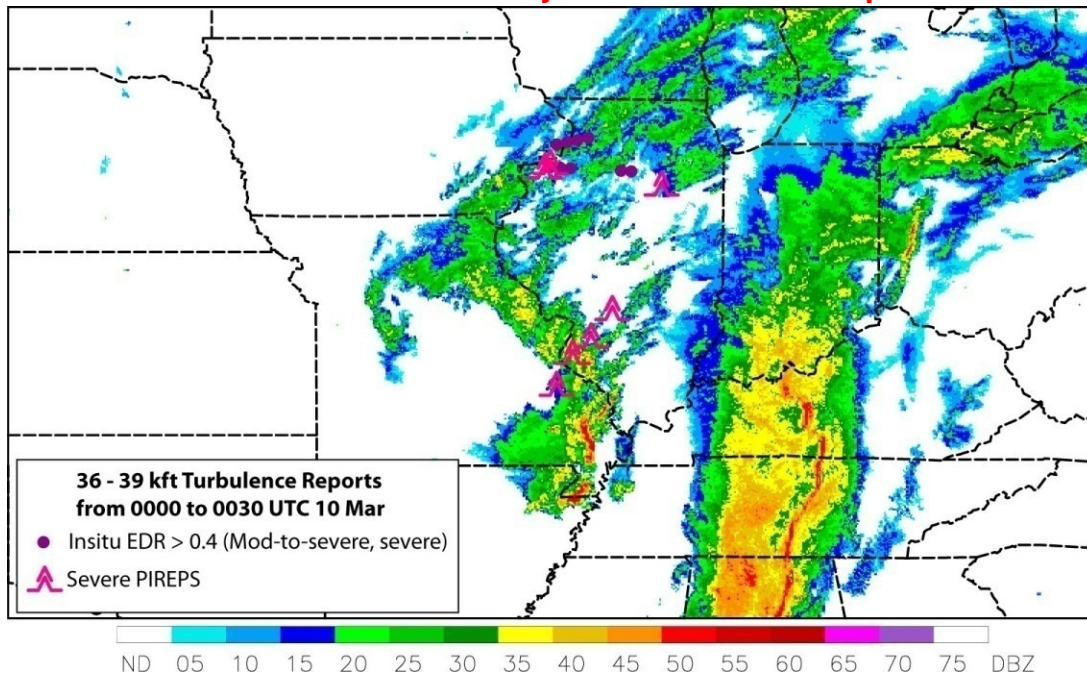 36 - 39 kft Turbulence Reports
from 0000 to 0030 UTC 10 Mar
Insitu EDR > 0.4 (Mod-to-severe, severe)
Severe PIREPS
ND 05 10 15 20 25 30 35 40 45 50 55 60 65 70 75 DBZ